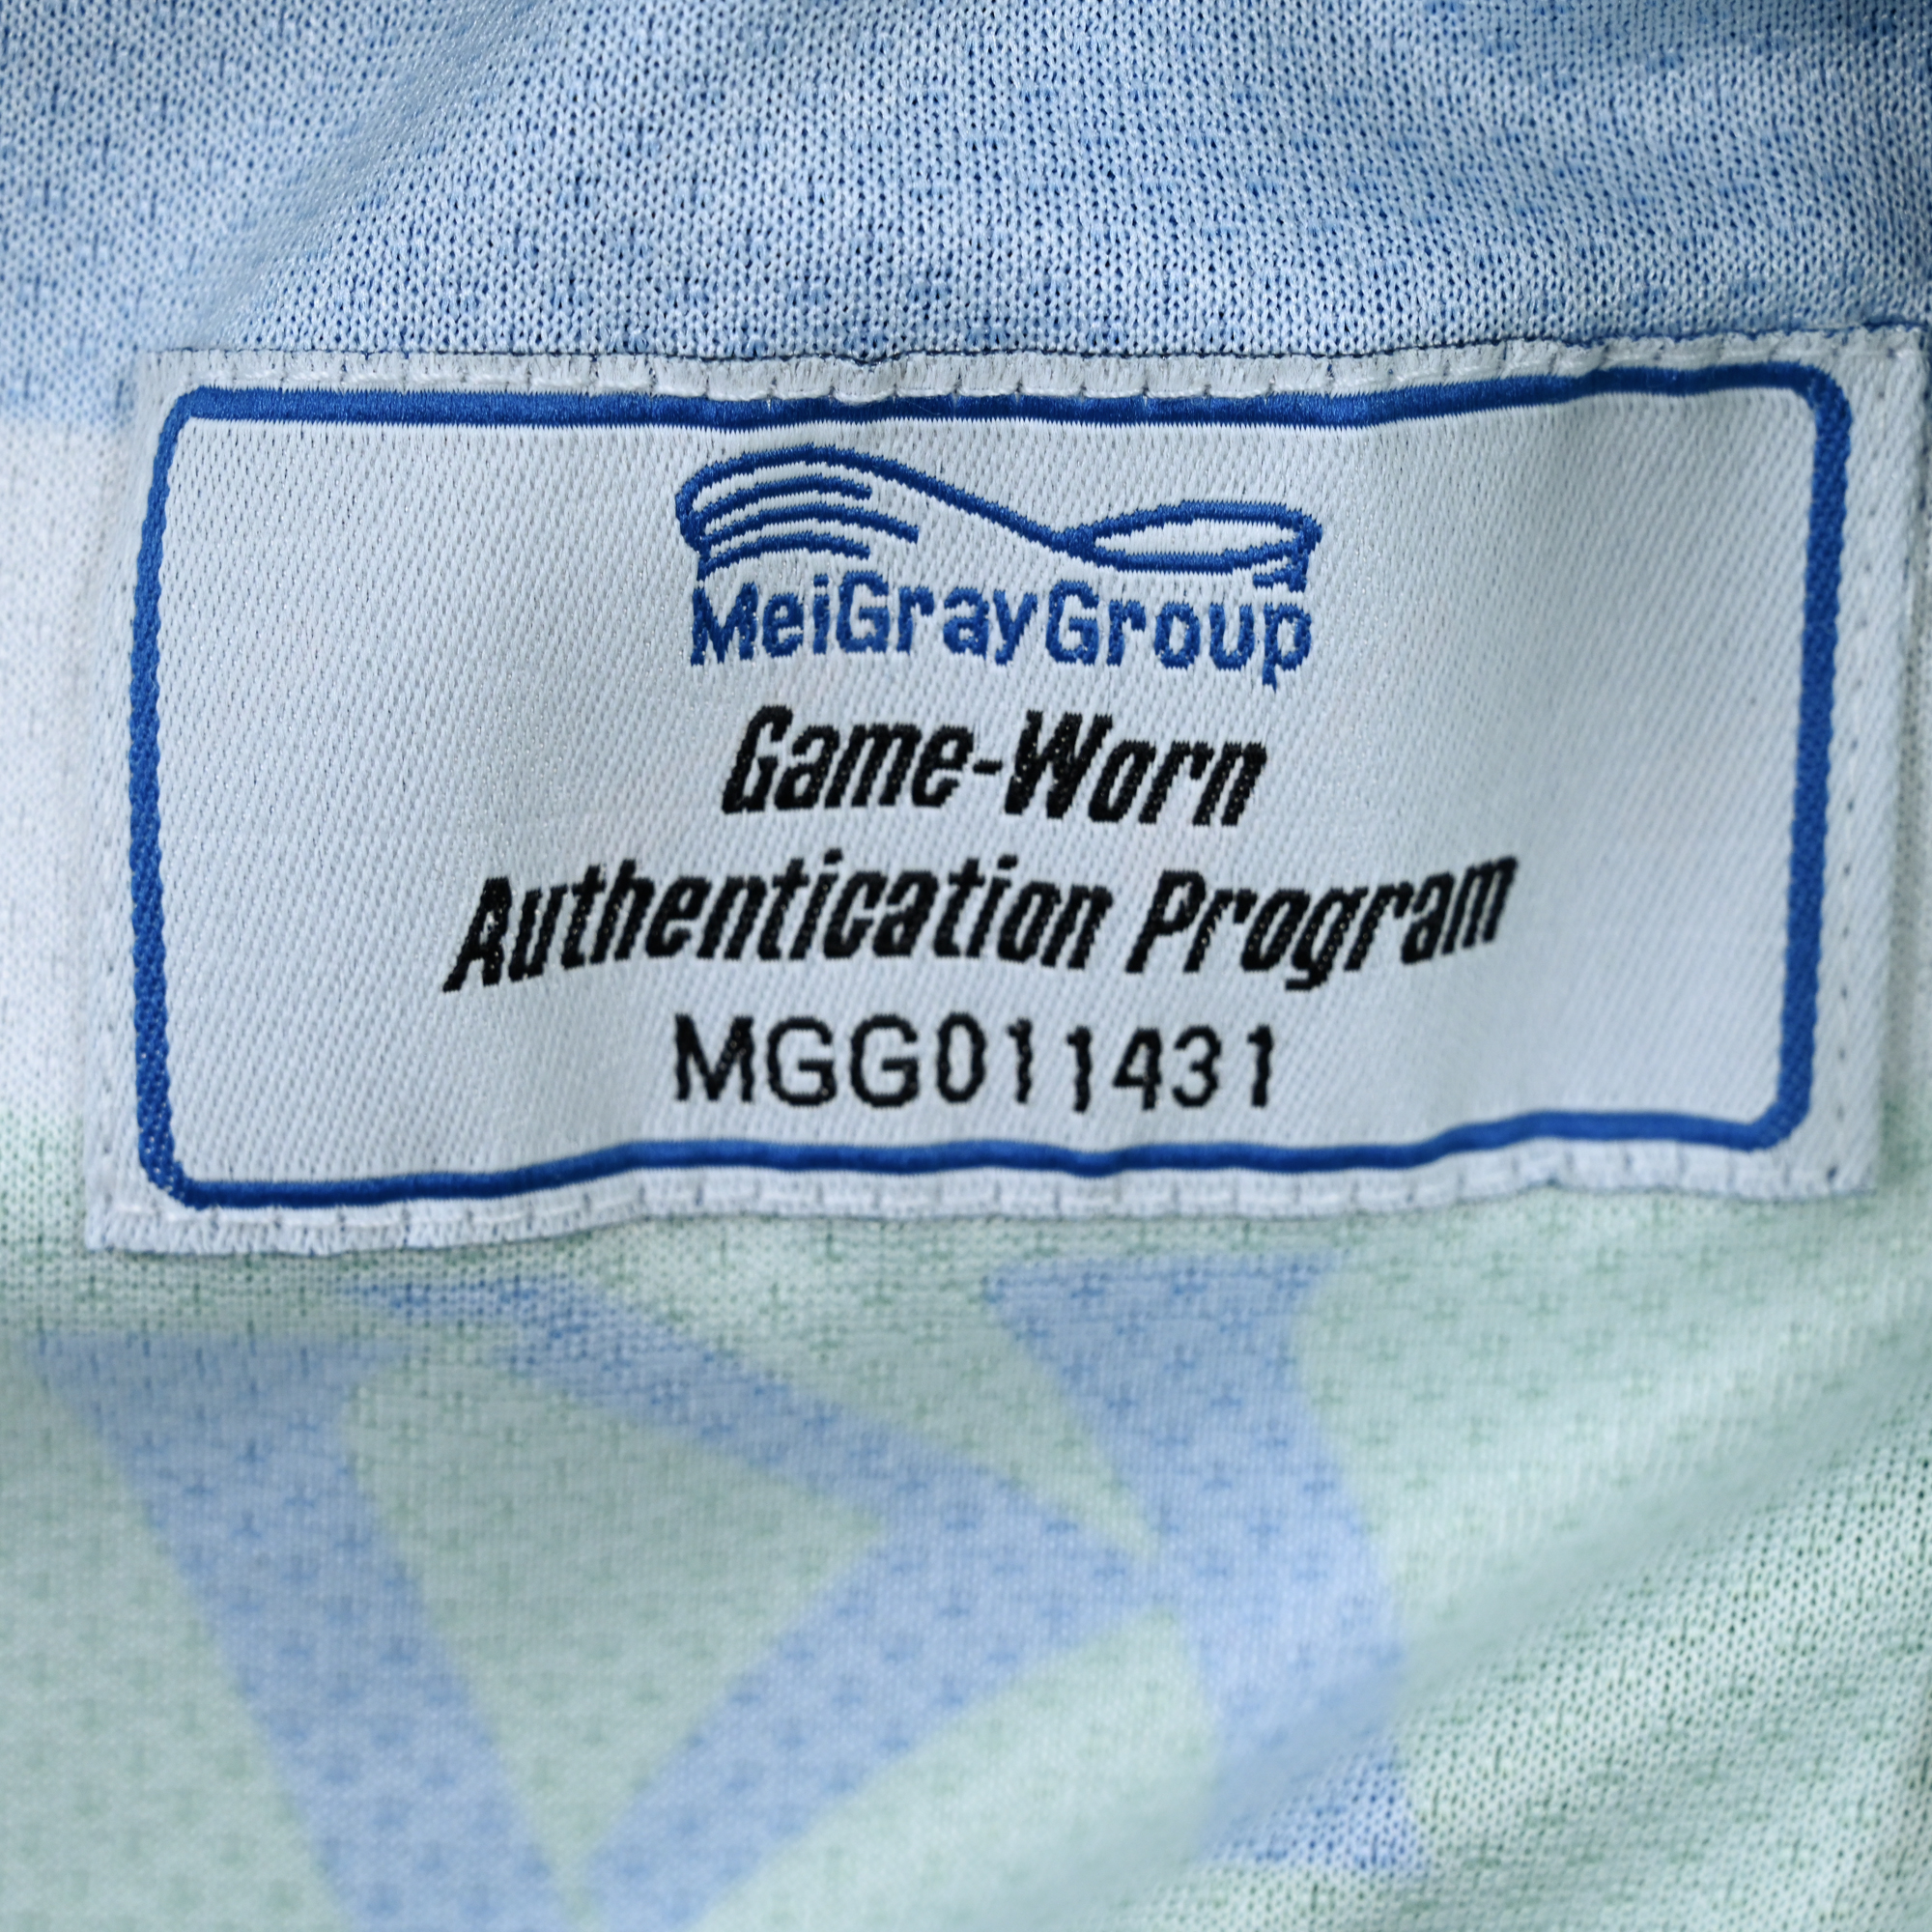 MeiGrayGroup
Game-Worn
Authentication Program
MGG011431